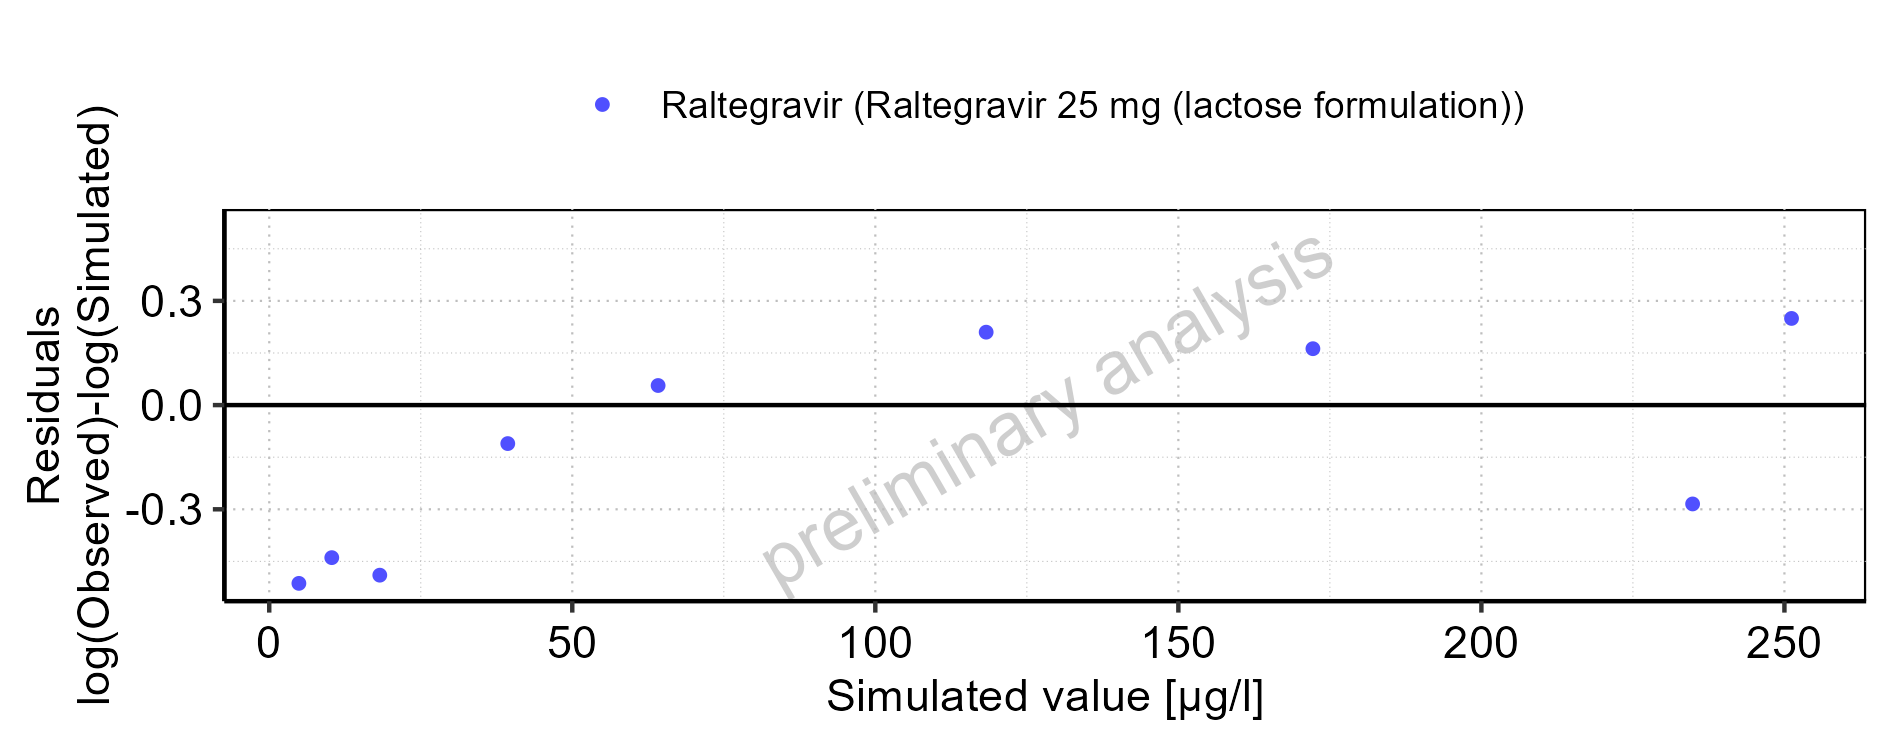 Raltegravir (Raltegravir 25 mg (lactose formulation))
Residuals
log(Observed)-log(Simulated)
0.3
0.0
-0.3
preliminary analysis
0 50 100 150 200 250
Simulated value [µg/l]